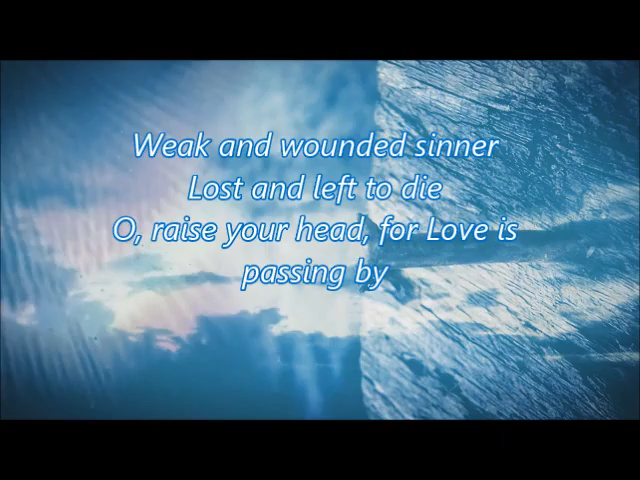 Weak and wounded sinner
Lost and left to die
O, raise your head, for Love is
passing by